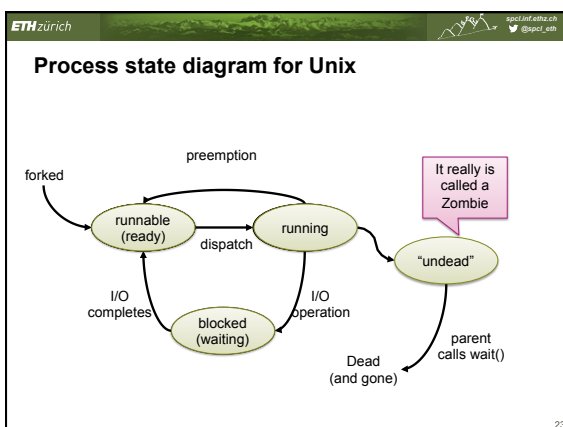 ETH zürich
spcl.inf.ethz.ch
@spcl_eth
Process state diagram for Unix
preemption
forked
It really is
called a
Zombie
runnable
(ready)
dispatch
running
"undead"
I/O
completes
I/O
operation
blocked
(waiting)
parent
calls wait()
Dead
(and gone)
23